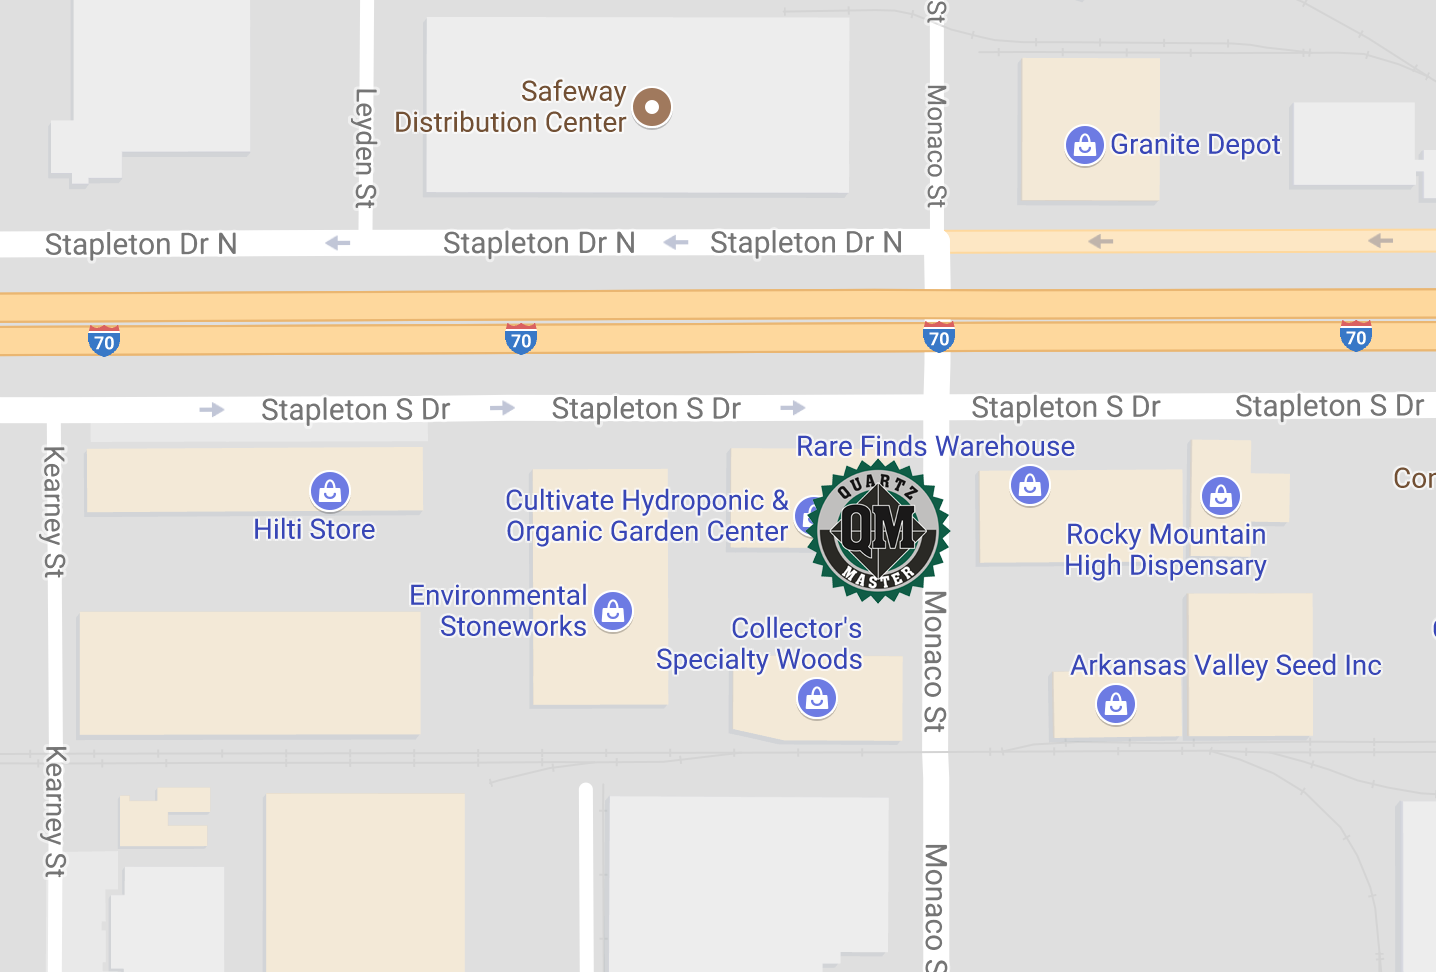 St
Leyden St
Safeway
Distribution Center
Monaco St
Granite Depot
Stapleton Dr N
Stapleton Dr N
Stapleton Dr N
70
70
70
70
Stapleton S Dr
Stapleton S Dr
Stapleton S Dr
Stapleton S Dr
Kearney St
Hilti Store
Rare Finds Warehouse
Cultivate Hydroponic &
Organic Garden Center
QUARTZ
QM
MASTER
Rocky Mountain
High Dispensary
Environmental
Stoneworks
Collector's
Specialty Woods
Monaco St
Arkansas Valley Seed Inc
Kearney St
Monaco S